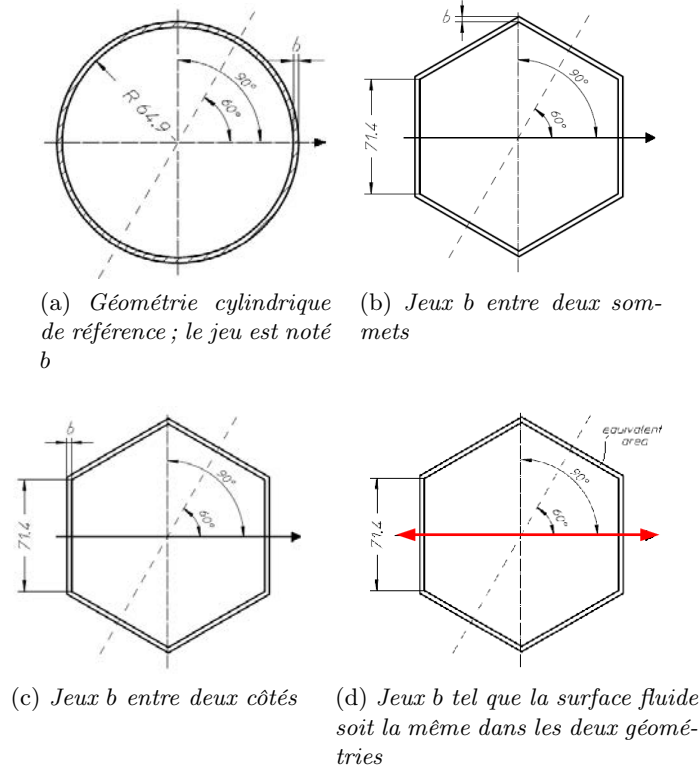 b
R 64.9
90°
60°
b
71.4
90°
60°
(a) Géométrie cylindrique
de référence ; le jeu est noté
b
(b) Jeux b entre deux som-
mets
b
71.4
90°
60°
equivalent
area
71.4
90°
60°
(c) Jeux b entre deux côtés
(d) Jeux b tel que la surface fluide
soit la même dans les deux géomé-
tries